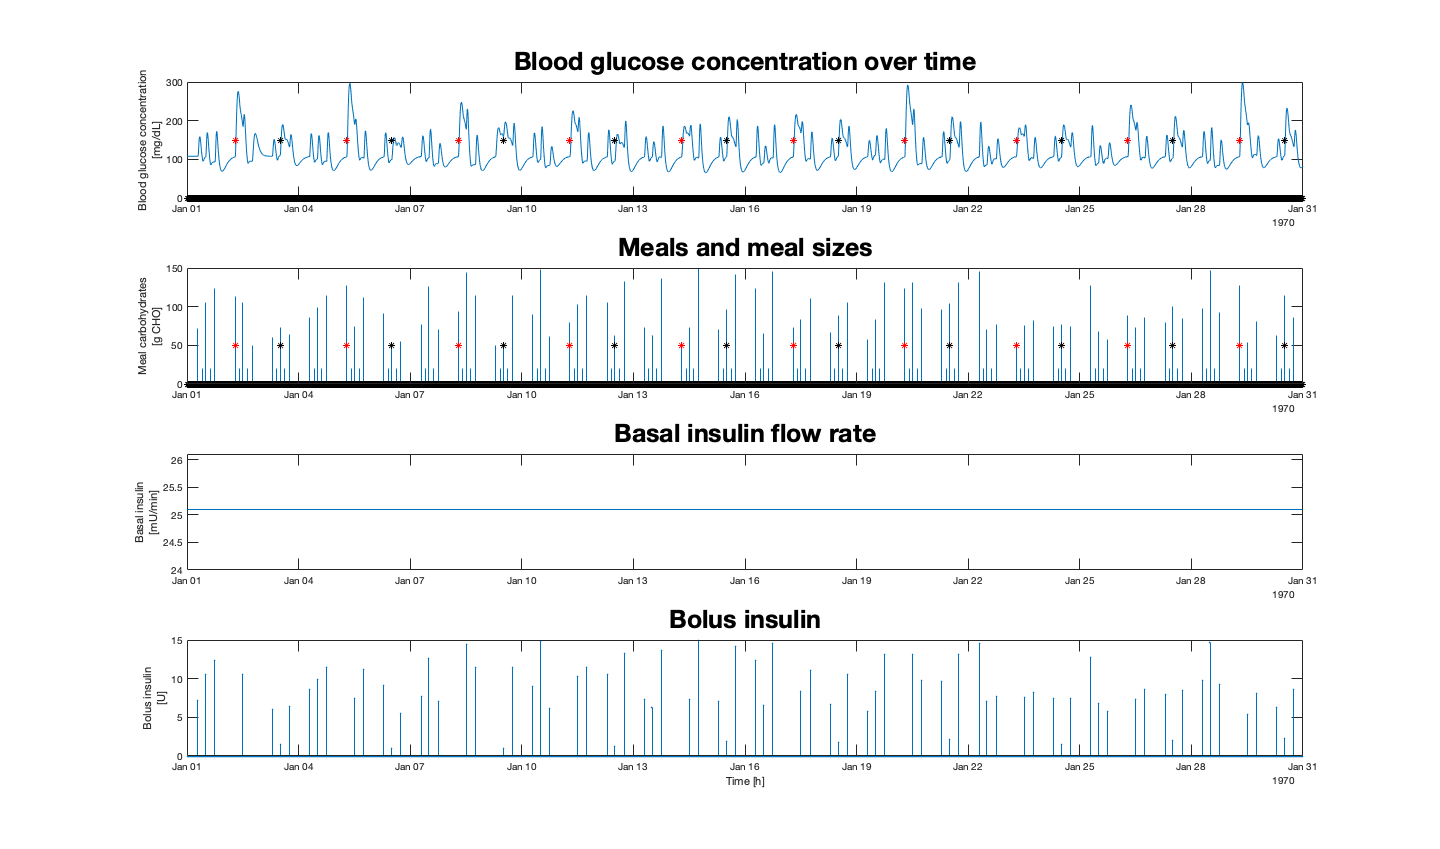 Blood glucose concentration over time
Blood glucose concentration
[mg/dL]
300
200
100
0
Jan 01 Jan 04 Jan 07 Jan 10 Jan 13 Jan 16 Jan 19 Jan 22 Jan 25 Jan 28 Jan 31
1970
Meals and meal sizes
Meal carbohydrates
[g CHO]
150
100
50
0
Jan 01 Jan 04 Jan 07 Jan 10 Jan 13 Jan 16 Jan 19 Jan 22 Jan 25 Jan 28 Jan 31
1970
Basal insulin flow rate
Basal insulin
[mU/min]
26
25.5
25
24.5
24
Jan 01 Jan 04 Jan 07 Jan 10 Jan 13 Jan 16 Jan 19 Jan 22 Jan 25 Jan 28 Jan 31
1970
Bolus insulin
Bolus insulin
[U]
15
10
5
0
Jan 01 Jan 04 Jan 07 Jan 10 Jan 13 Jan 16 Jan 19 Jan 22 Jan 25 Jan 28 Jan 31
Time [h]
1970